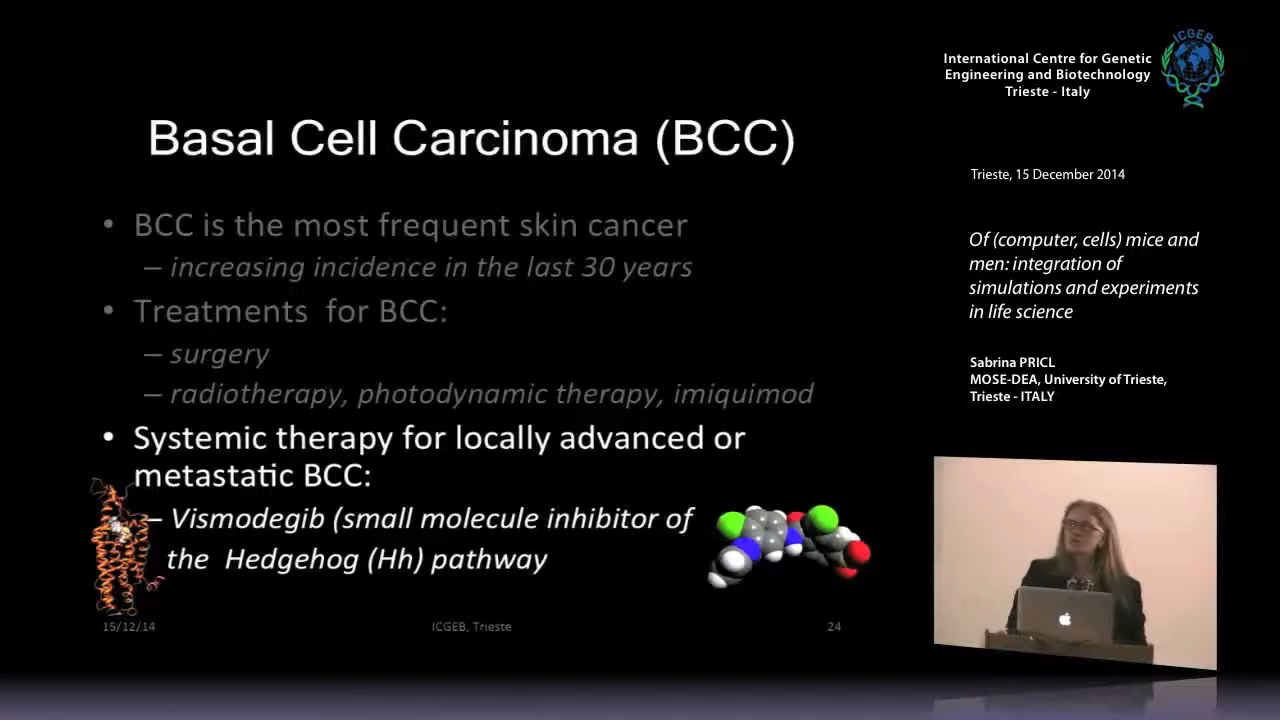 ICGEB
International Centre for Genetic
Engineering and Biotechnology
Trieste - Italy
Basal Cell Carcinoma (BCC)
Trieste, 15 December 2014
• BCC is the most frequent skin cancer
– increasing incidence in the last 30 years
• Treatments for BCC:
– surgery
– radiotherapy, photodynamic therapy, imiquimod
• Systemic therapy for locally advanced or
metastatic BCC:
– Vismodegib (small molecule inhibitor of
the Hedgehog (Hh) pathway
Of (computer, cells) mice and
men: integration of
simulations and experiments
in life science
Sabrina PRICL
MOSE-DEA, University of Trieste,
Trieste - ITALY
15/12/14
ICGEB, Trieste
24